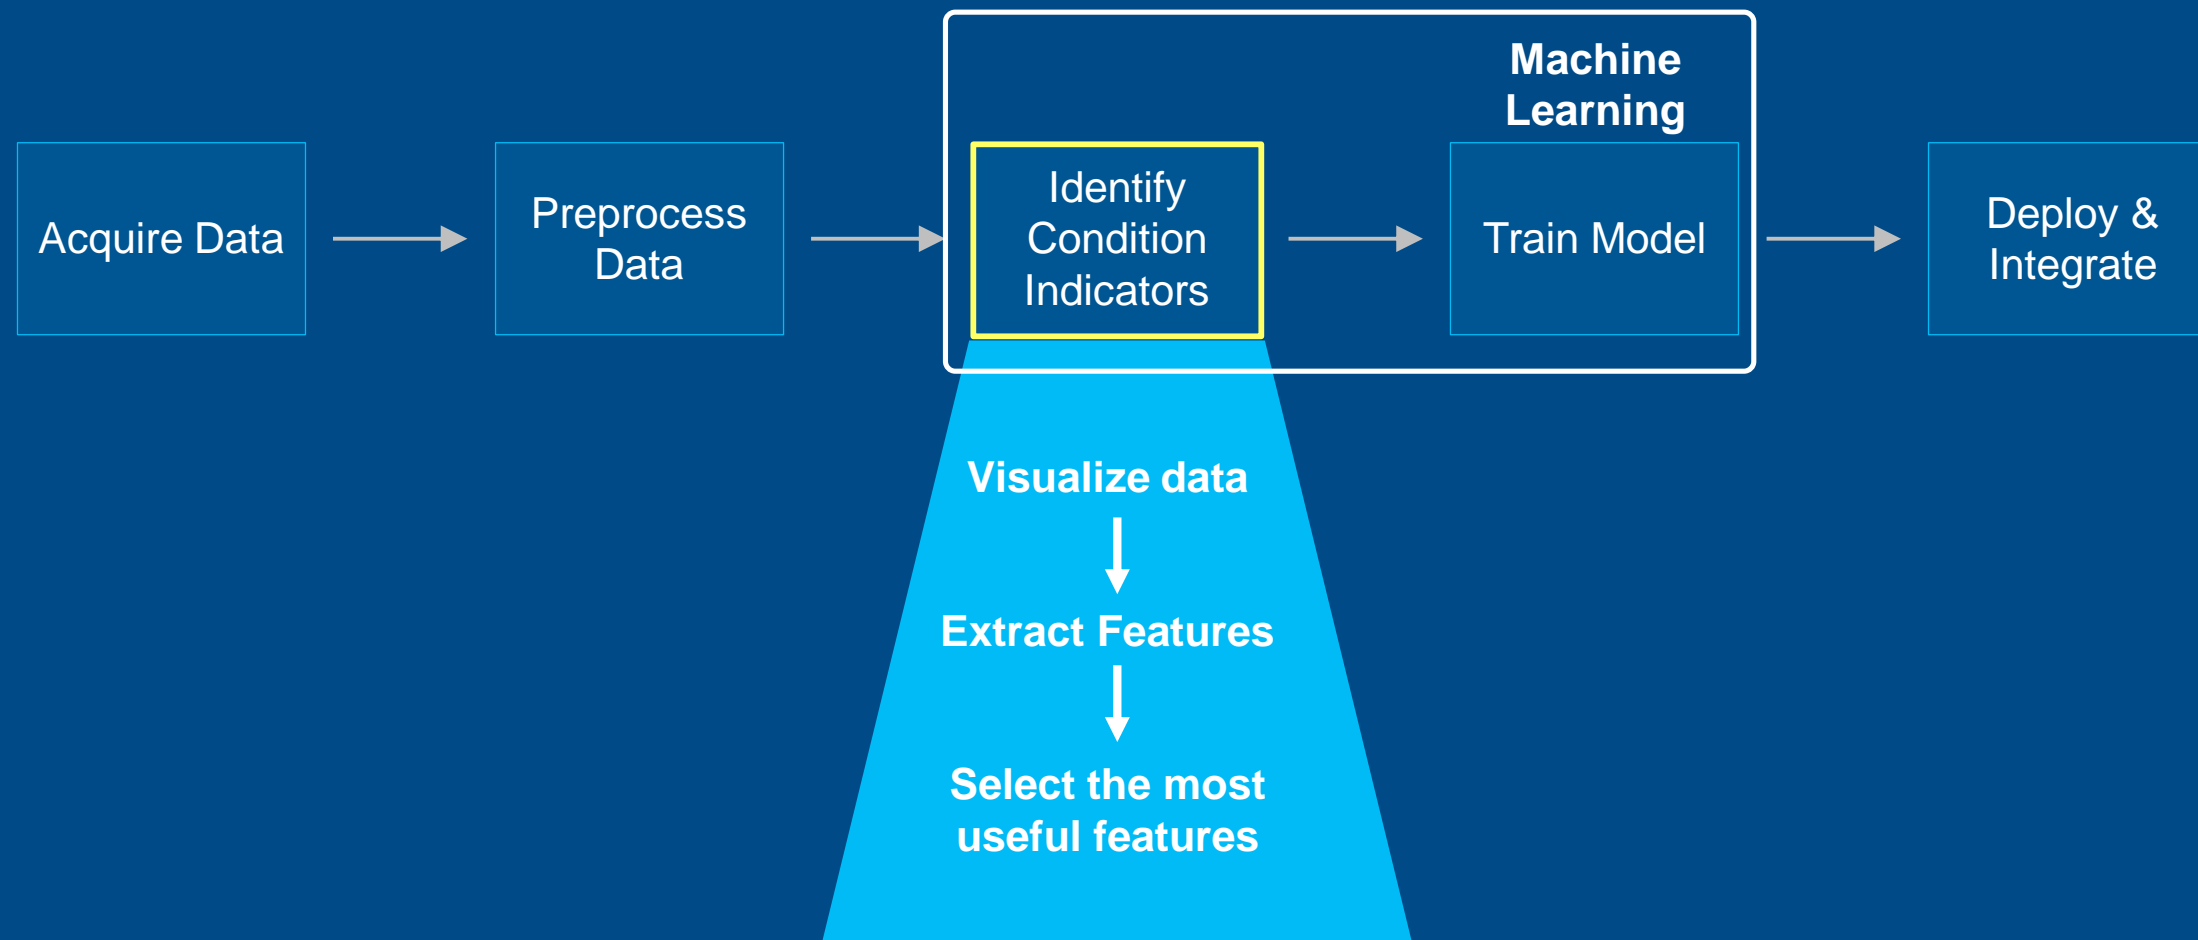 Machine
Learning
Acquire Data
Preprocess
Data
Identify
Condition
Indicators
Train Model
Deploy &
Integrate
Visualize data
Extract Features
Select the most
useful features